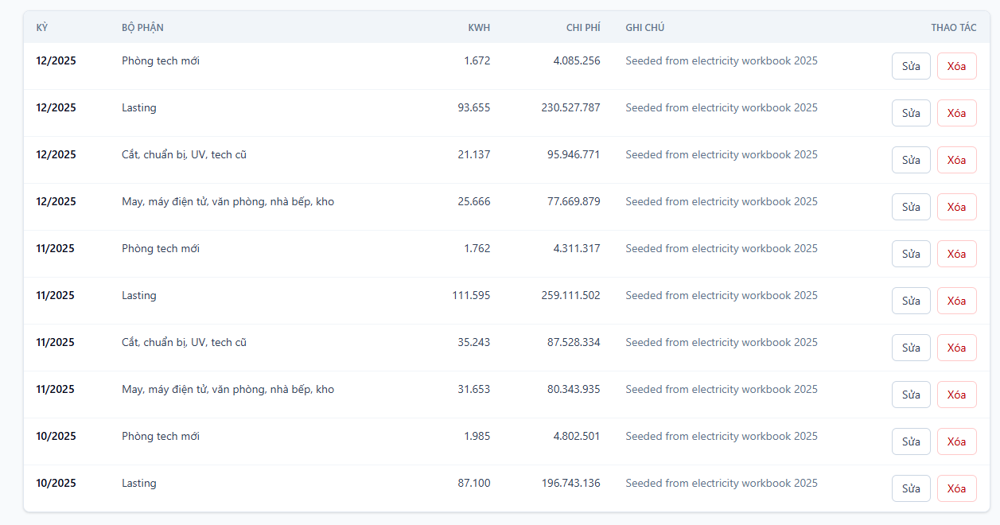 KỲ BỘ PHẬN KWH CHI PHÍ GHI CHÚ THAO TÁC
12/2025 Phòng tech mới 1.672 4.085.256 Seeded from electricity workbook 2025 Sửa Xóa
12/2025 Lasting 93.655 230.527.787 Seeded from electricity workbook 2025 Sửa Xóa
12/2025 Cắt, chuẩn bị, UV, tech cũ 21.137 95.946.771 Seeded from electricity workbook 2025 Sửa Xóa
12/2025 May, máy điện tử, văn phòng, nhà bếp, kho 25.666 77.669.879 Seeded from electricity workbook 2025 Sửa Xóa
11/2025 Phòng tech mới 1.762 4.311.317 Seeded from electricity workbook 2025 Sửa Xóa
11/2025 Lasting 111.595 259.111.502 Seeded from electricity workbook 2025 Sửa Xóa
11/2025 Cắt, chuẩn bị, UV, tech cũ 35.243 87.528.334 Seeded from electricity workbook 2025 Sửa Xóa
11/2025 May, máy điện tử, văn phòng, nhà bếp, kho 31.653 80.343.935 Seeded from electricity workbook 2025 Sửa Xóa
10/2025 Phòng tech mới 1.985 4.802.501 Seeded from electricity workbook 2025 Sửa Xóa
10/2025 Lasting 87.100 196.743.136 Seeded from electricity workbook 2025 Sửa Xóa